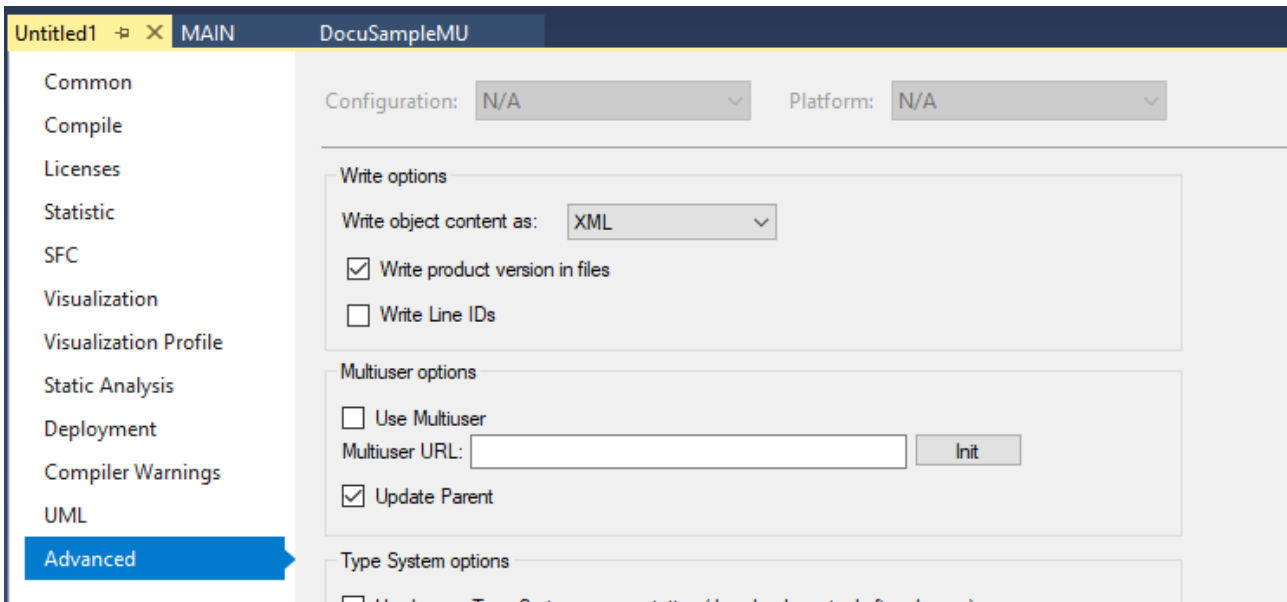 Untitled1 MAIN DocuSampleMU
Common
Compile
Licenses
Statistic
SFC
Visualization
Visualization Profile
Static Analysis
Deployment
Compiler Warnings
UML
Advanced
Configuration: N/A Platform: N/A
Write options
Write object content as: XML
Write product version in files
Write Line IDs
Multiuser options
Use Multiuser
Multiuser URL: Init
Update Parent
Type System options